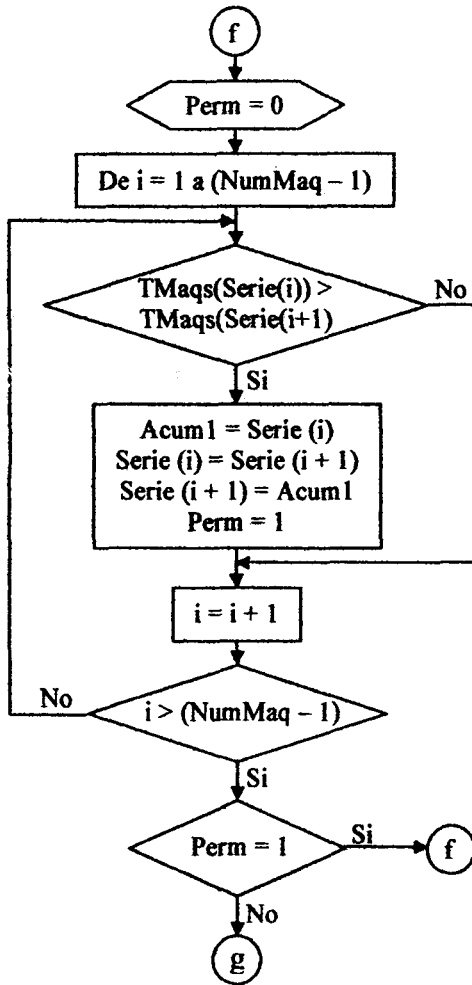 f
Perm = 0
De i = 1 a (NumMaq – 1)
TMaqs(Serie(i)) >
TMaqs(Serie(i+1)
No
Si
Acum1 = Serie (i)
Serie (i) = Serie (i + 1)
Serie (i + 1) = Acum1
Perm = 1
i = i + 1
No
i > (NumMaq – 1)
Si
Perm = 1
Si
f
No
g